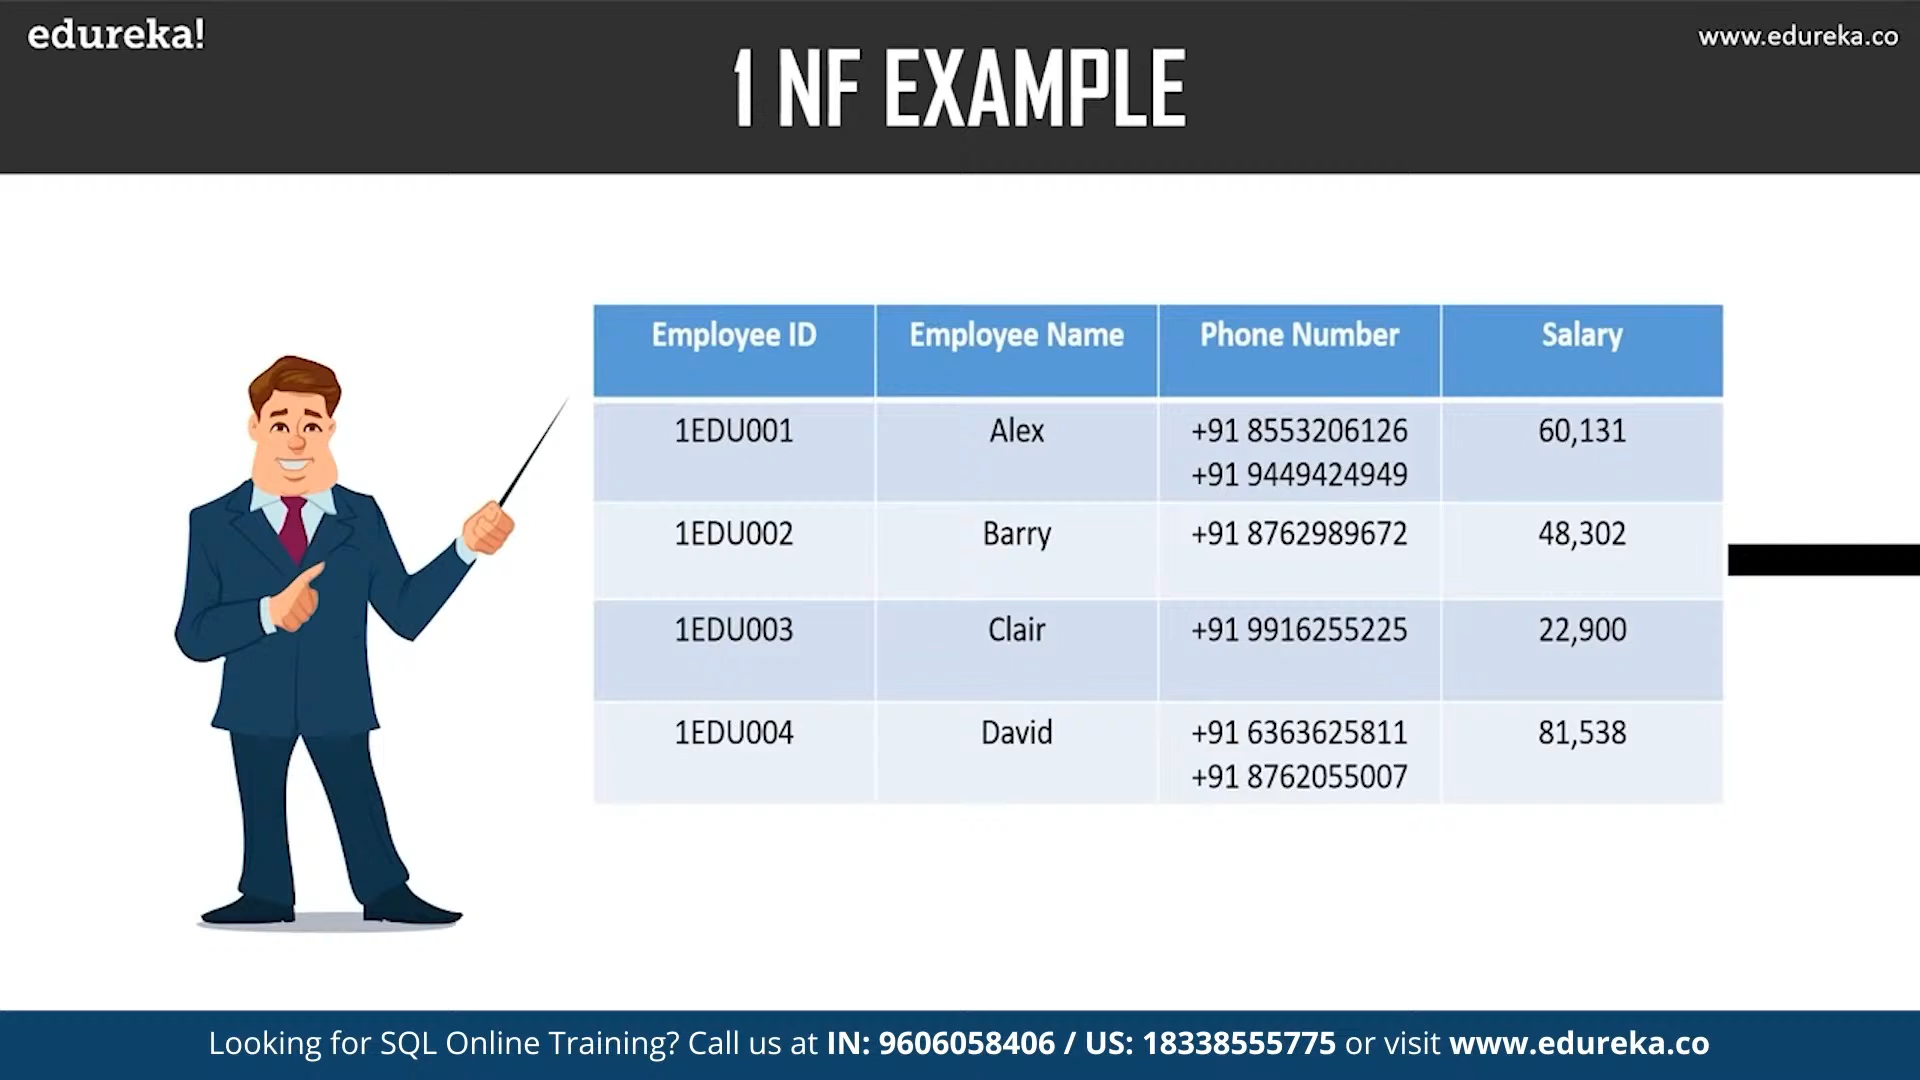 edureka!
www.edureka.co
1 NF EXAMPLE
Employee ID Employee Name Phone Number Salary
1EDU001 Alex +91 8553206126 60,131
+91 9449424949
1EDU002 Barry +91 8762989672 48,302
1EDU003 Clair +91 9916255225 22,900
1EDU004 David +91 6363625811 81,538
+91 8762055007
Looking for SQL Online Training? Call us at IN: 9606058406 / US: 18338555775 or visit www.edureka.co